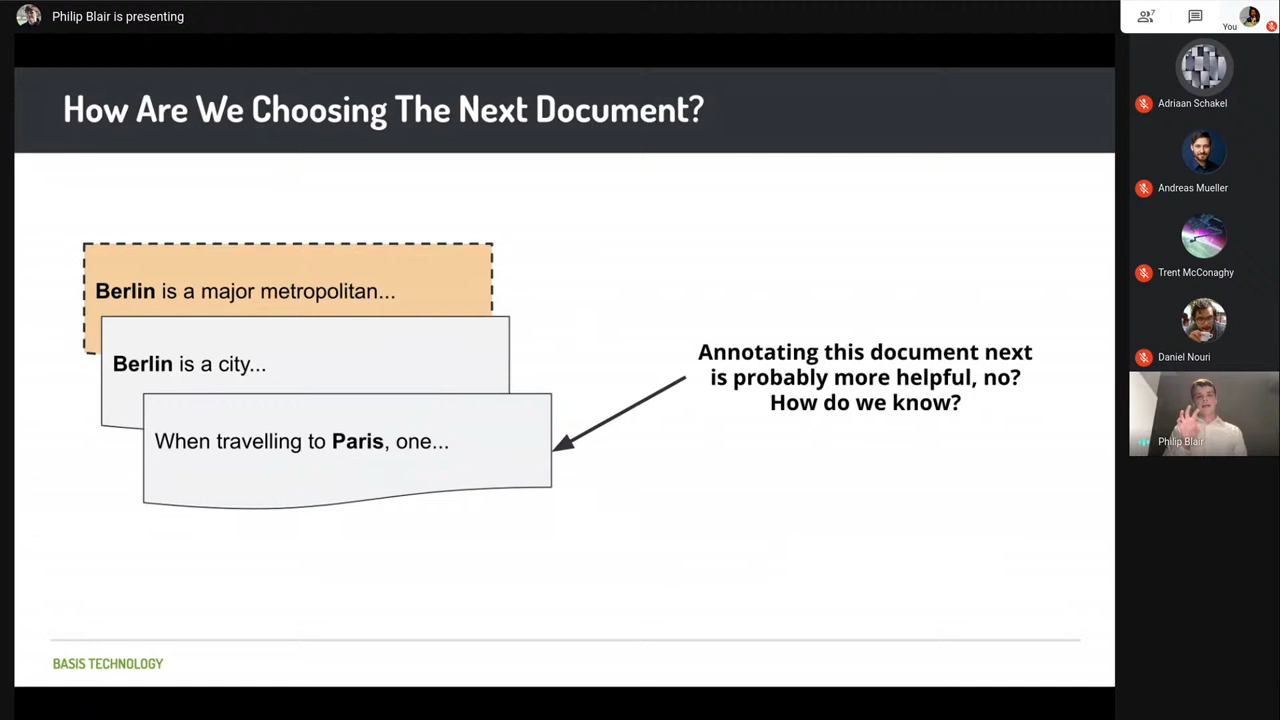 Philip Blair is presenting
7
You
How Are We Choosing The Next Document?
Berlin is a major metropolitan...
Berlin is a city...
When travelling to Paris, one...
Annotating this document next
is probably more helpful, no?
How do we know?
BASIS TECHNOLOGY
Adriaan Schakel
Andreas Mueller
Trent McConaghy
Daniel Nouri
Philip Blair